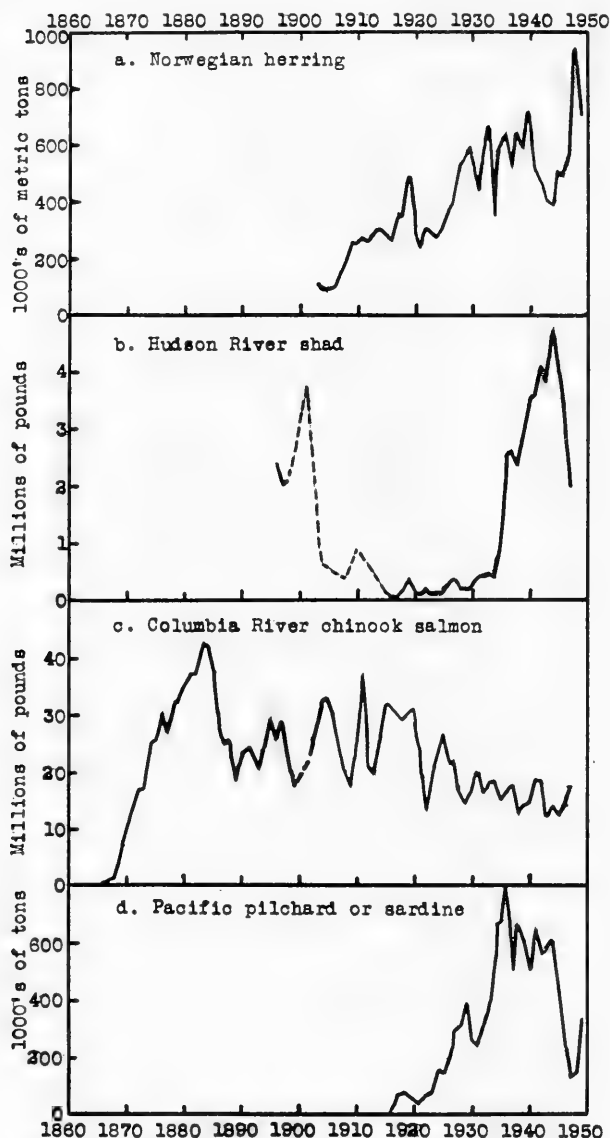 1860 1870 1880 1890 1900 1910 1920 1930 1940 1950
1000
a. Norwegian herring
800
600
400
200
0
1000's of metric tons
b. Hudson River shad
4
3
2
1
0
Millions of pounds
c. Columbia River chinook salmon
40
30
20
10
0
Millions of pounds
d. Pacific pilchard or sardine
600
400
200
0
1000's of tons
1860 1870 1880 1890 1900 1910 1920 1930 1940 1950